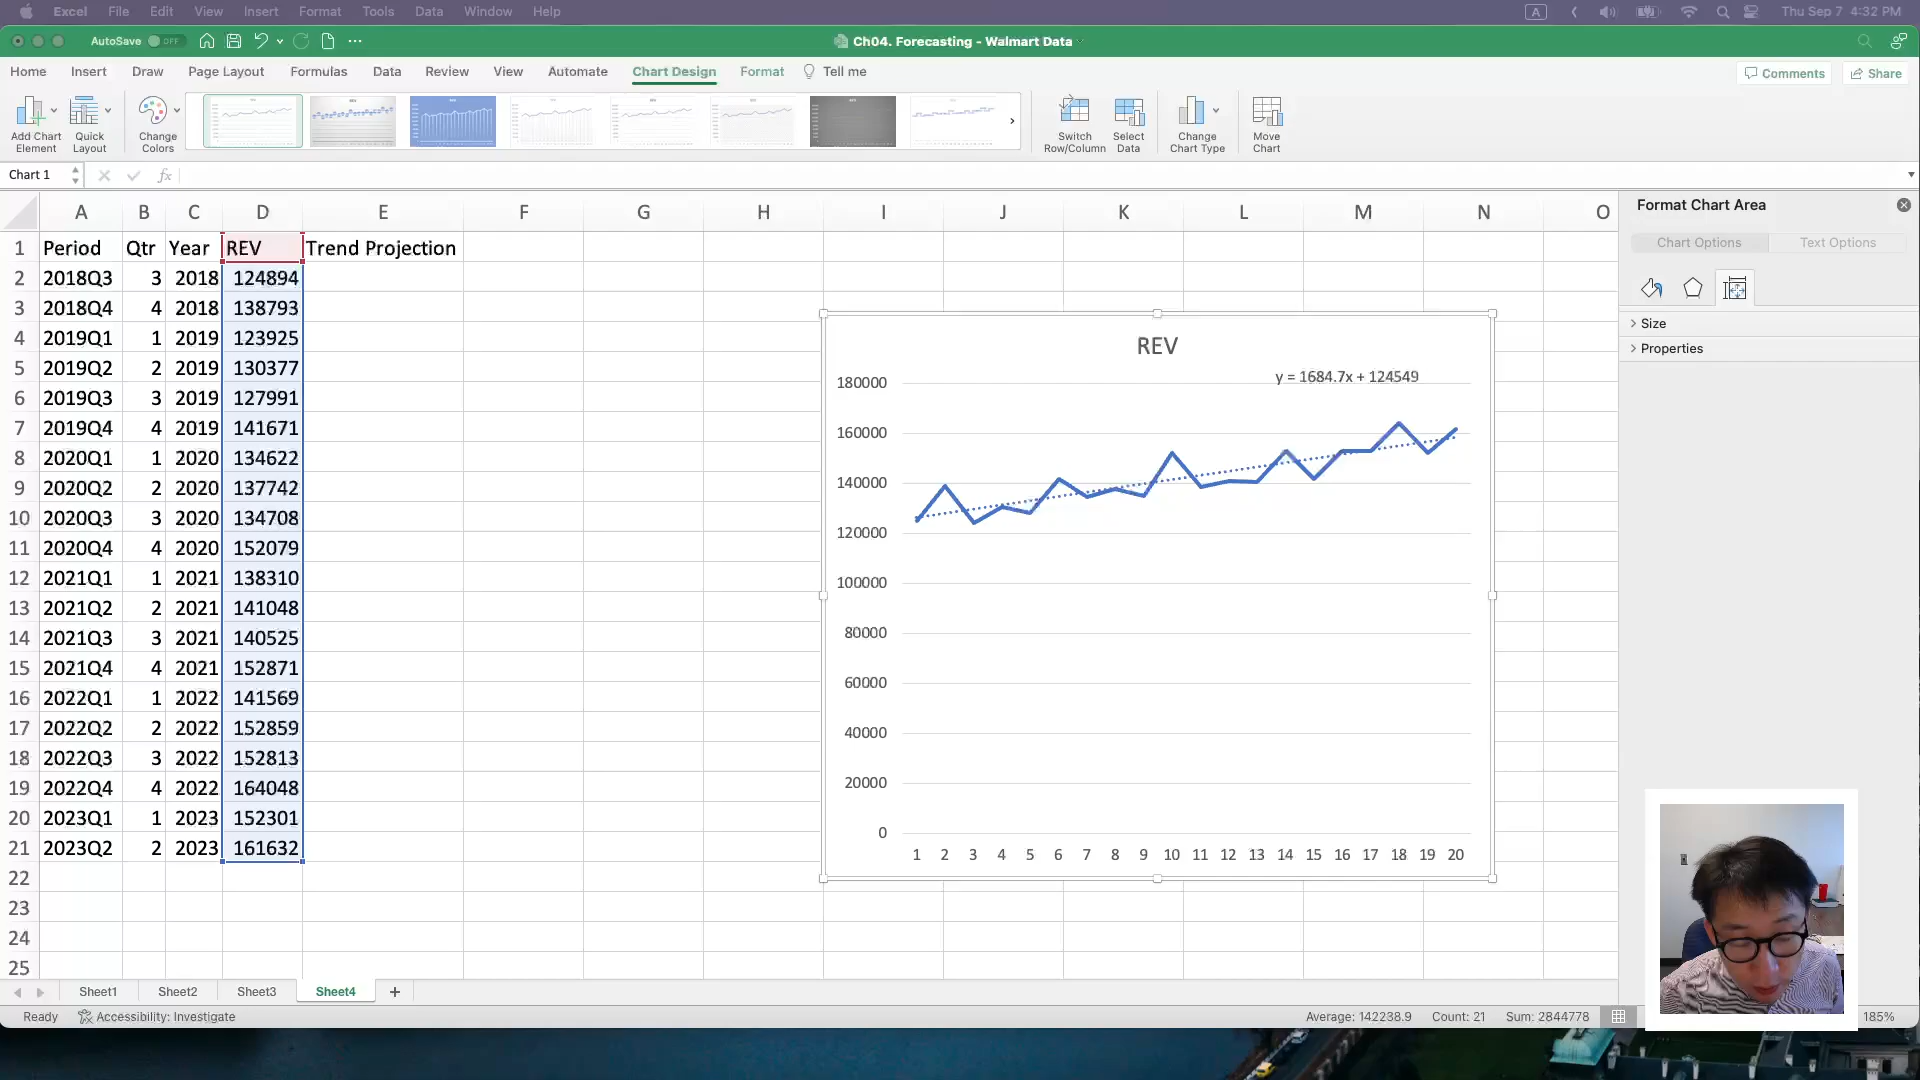 Excel File Edit View Insert Format Tools Data Window Help A Thu Sep 7 4:32 PM
AutoSave OFF Ch04. Forecasting - Walmart Data
Home Insert Draw Page Layout Formulas Data Review View Automate Chart Design Format Tell me Comments Share
Add Chart Element Quick Layout Change Colors Switch Row/Column Select Data Change Chart Type Move Chart
Chart 1 fx
A B C D E F G H I J K L M N O
1 Period Qtr Year REV Trend Projection
2 2018Q3 3 2018 124894
3 2018Q4 4 2018 138793
4 2019Q1 1 2019 123925
5 2019Q2 2 2019 130377
6 2019Q3 3 2019 127991
7 2019Q4 4 2019 141671
8 2020Q1 1 2020 134622
9 2020Q2 2 2020 137742
10 2020Q3 3 2020 134708
11 2020Q4 4 2020 152079
12 2021Q1 1 2021 138310
13 2021Q2 2 2021 141048
14 2021Q3 3 2021 140525
15 2021Q4 4 2021 152871
16 2022Q1 1 2022 141569
17 2022Q2 2 2022 152859
18 2022Q3 3 2022 152813
19 2022Q4 4 2022 164048
20 2023Q1 1 2023 152301
21 2023Q2 2 2023 161632
22
23
24
25
REV
y = 1684.7x + 124549
180000
160000
140000
120000
100000
80000
60000
40000
20000
0
1 2 3 4 5 6 7 8 9 10 11 12 13 14 15 16 17 18 19 20
Format Chart Area
Chart Options Text Options
Size
Properties
Sheet1 Sheet2 Sheet3 Sheet4 +
Ready Accessibility: Investigate Average: 142238.9 Count: 21 Sum: 2844778 185%